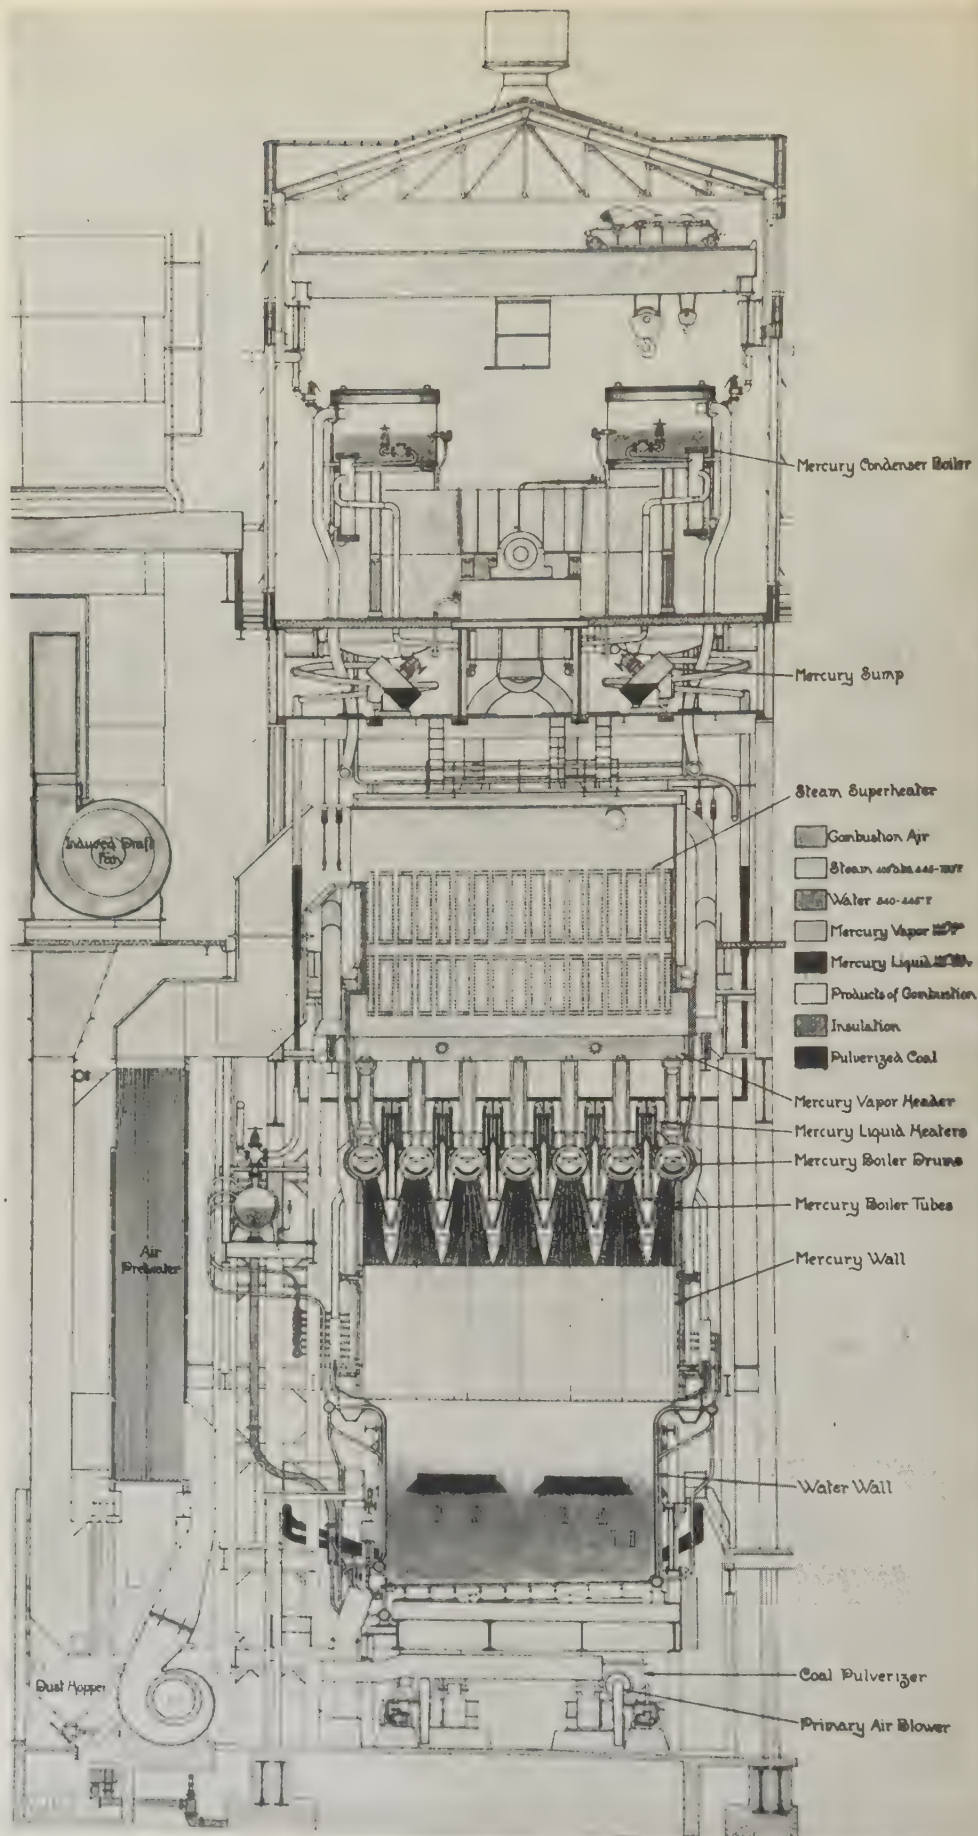 Mercury Condenser Boiler
Mercury Sump
Steam Superheater
Induced Draft
Fan
Combustion Air
Steam
Water
Mercury Vapor
Mercury Liquid
Products of Combustion
Insulation
Pulverized Coal
Mercury Vapor Header
Mercury Liquid Heaters
Mercury Boiler Drums
Mercury Boiler Tubes
Air
Preheater
Mercury Wall
Water Wall
Dust Hopper
Coal Pulverizer
Primary Air Blower